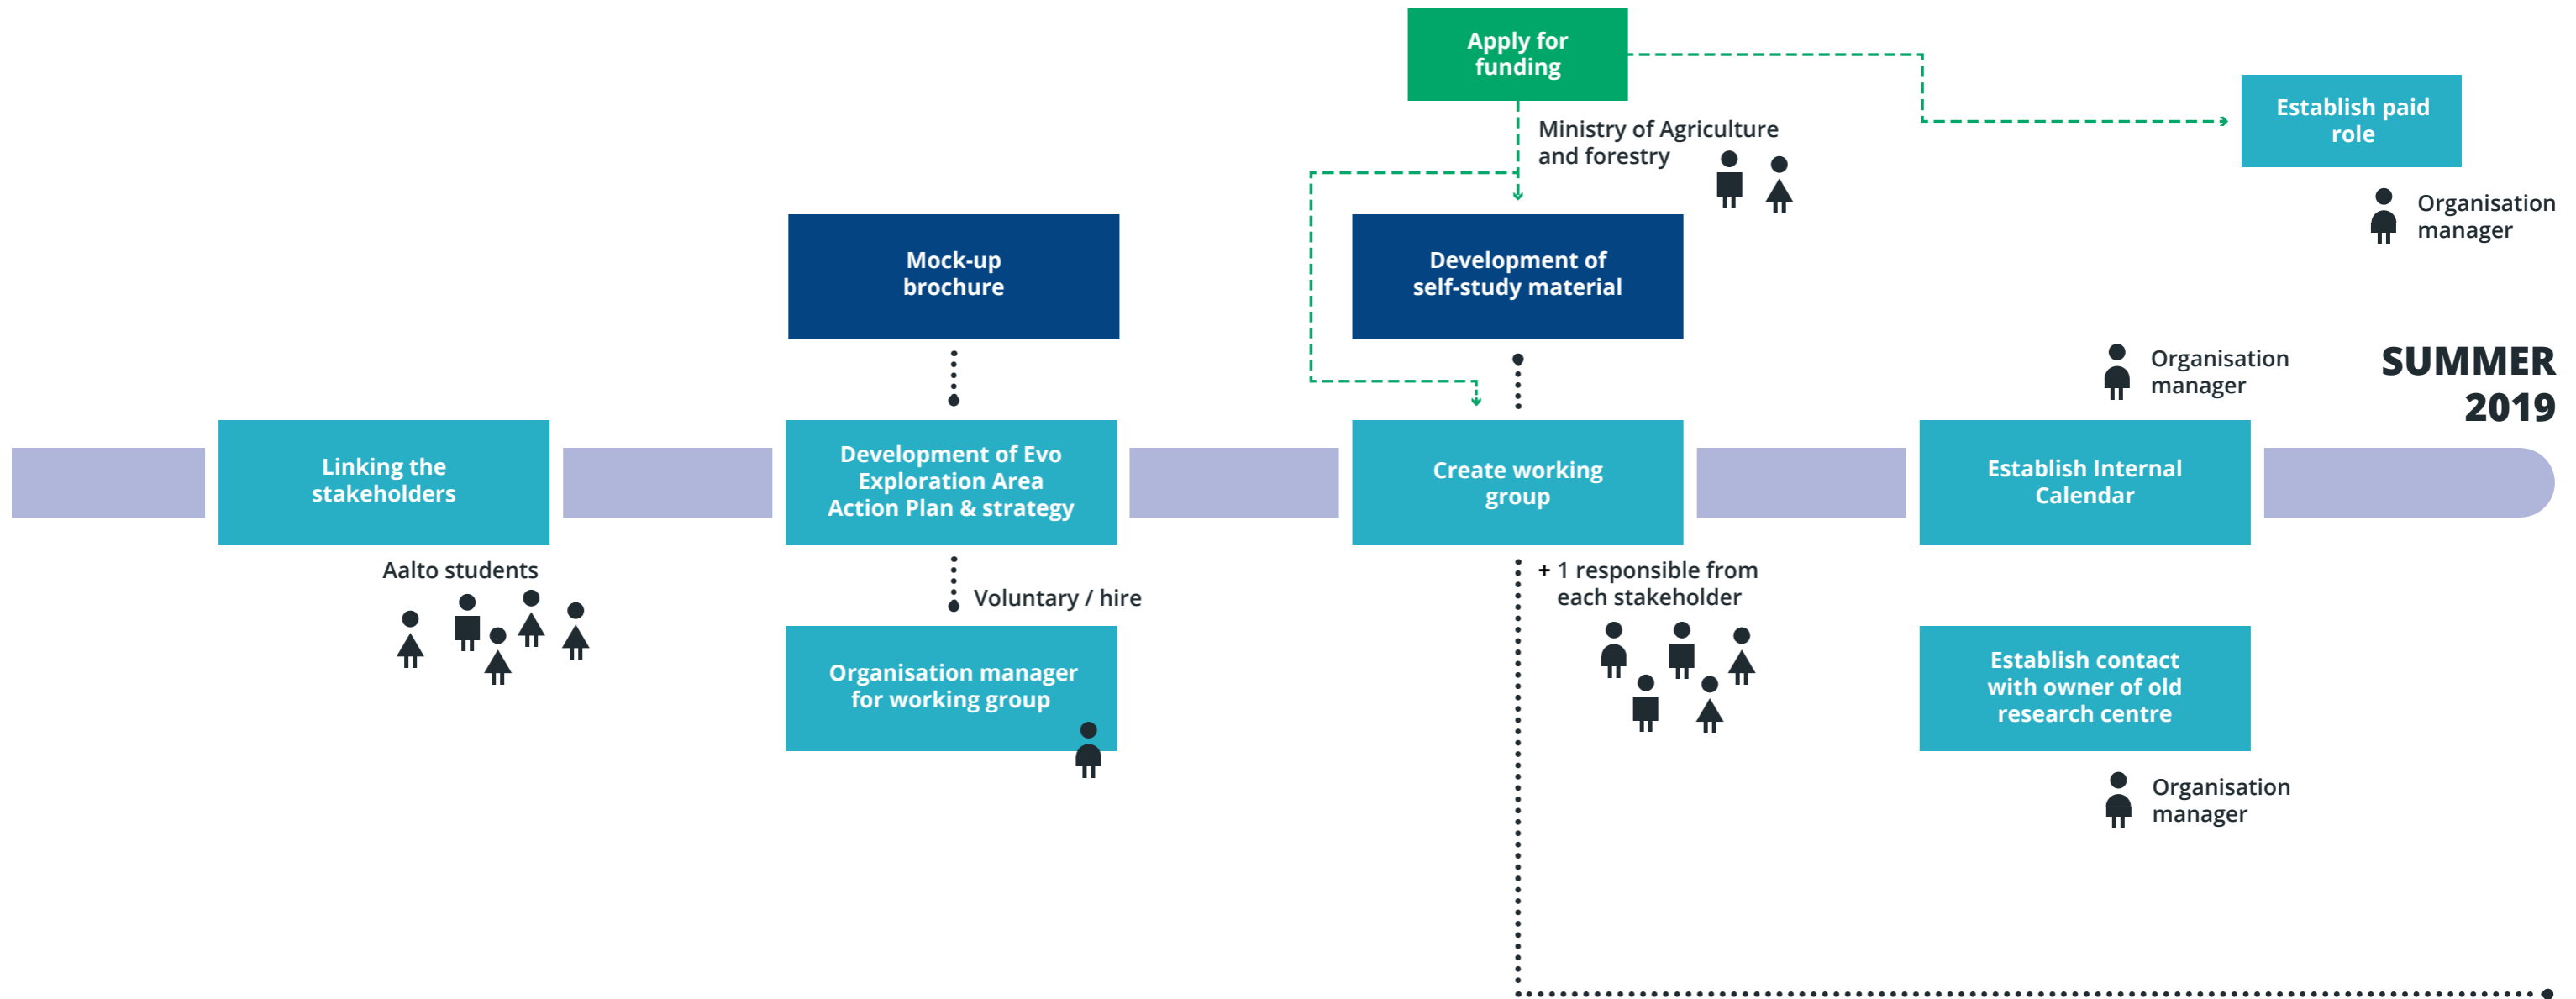 Apply for
funding
Ministry of Agriculture
and forestry
Establish paid
role
Organisation
manager
Mock-up
brochure
Development of
self-study material
Organisation
manager
SUMMER
2019
Linking the
stakeholders
Aalto students
Development of Evo
Exploration Area
Action Plan & strategy
Voluntary / hire
Organisation manager
for working group
Create working
group
+ 1 responsible from
each stakeholder
Establish Internal
Calendar
Establish contact
with owner of old
research centre
Organisation
manager